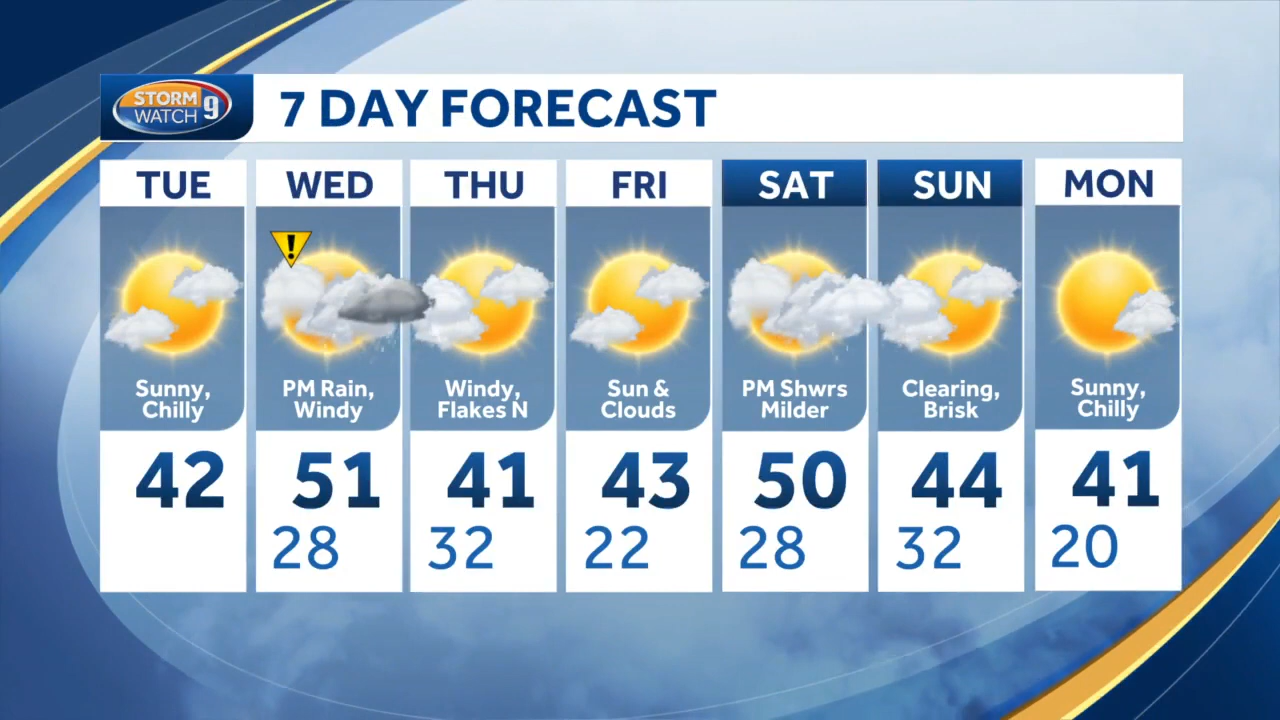 STORM
WATCH 9
7 DAY FORECAST
TUE WED THU FRI SAT SUN MON
!
Sunny,
Chilly
PM Rain,
Windy
Windy,
Flakes N
Sun &
Clouds
PM Shwrs
Milder
Clearing,
Brisk
Sunny,
Chilly
42 51 41 43 50 44 41
28 32 22 28 32 20